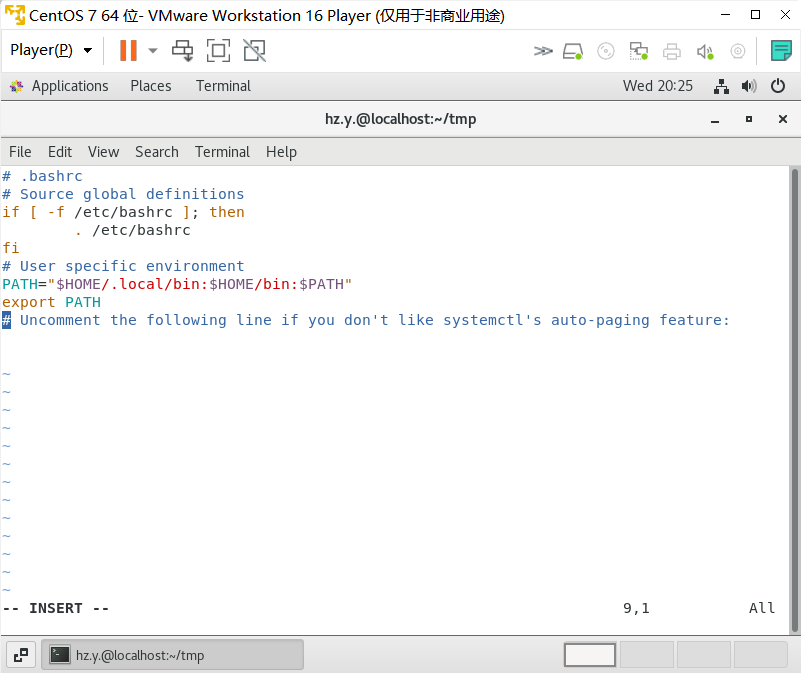 CentOS 7 64 位- VMware Workstation 16 Player (仅用于非商业用途)
Player(P)
Applications Places Terminal Wed 20:25
hz.y.@localhost:~/tmp
File Edit View Search Terminal Help
# .bashrc
# Source global definitions
if [ -f /etc/bashrc ]; then
        . /etc/bashrc
fi
# User specific environment
PATH="$HOME/.local/bin:$HOME/bin:$PATH"
export PATH
# Uncomment the following line if you don't like systemctl's auto-paging feature:
~
~
~
~
~
~
~
~
~
~
~
~
~
-- INSERT -- 9,1 All
hz.y.@localhost:~/tmp